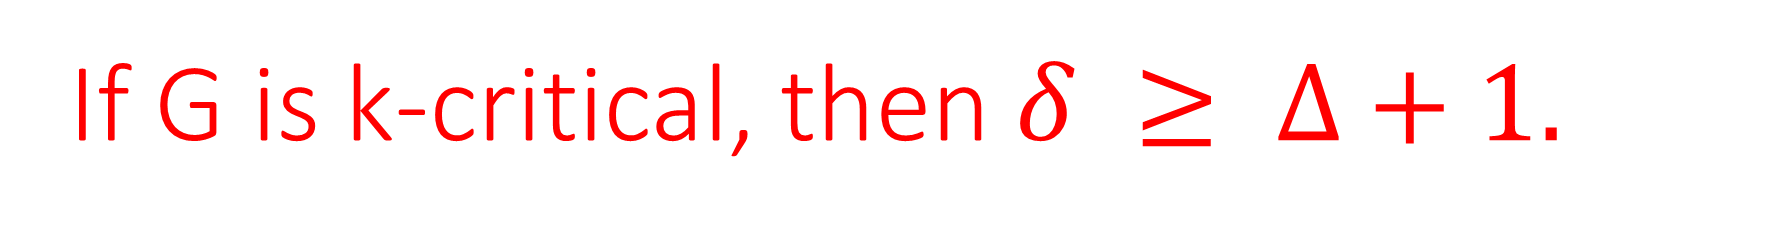 If G is k-critical, then 𝛿 ≥ Δ + 1.